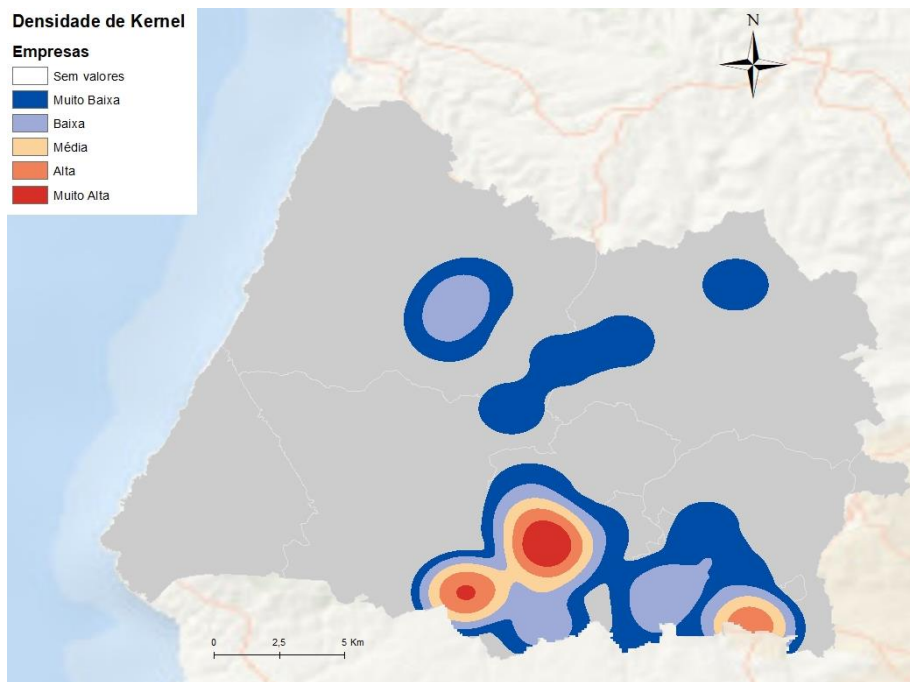 Densidade de Kernel
Empresas
Sem valores
Muito Baixa
Baixa
Média
Alta
Muito Alta
N
0 2,5 5 Km